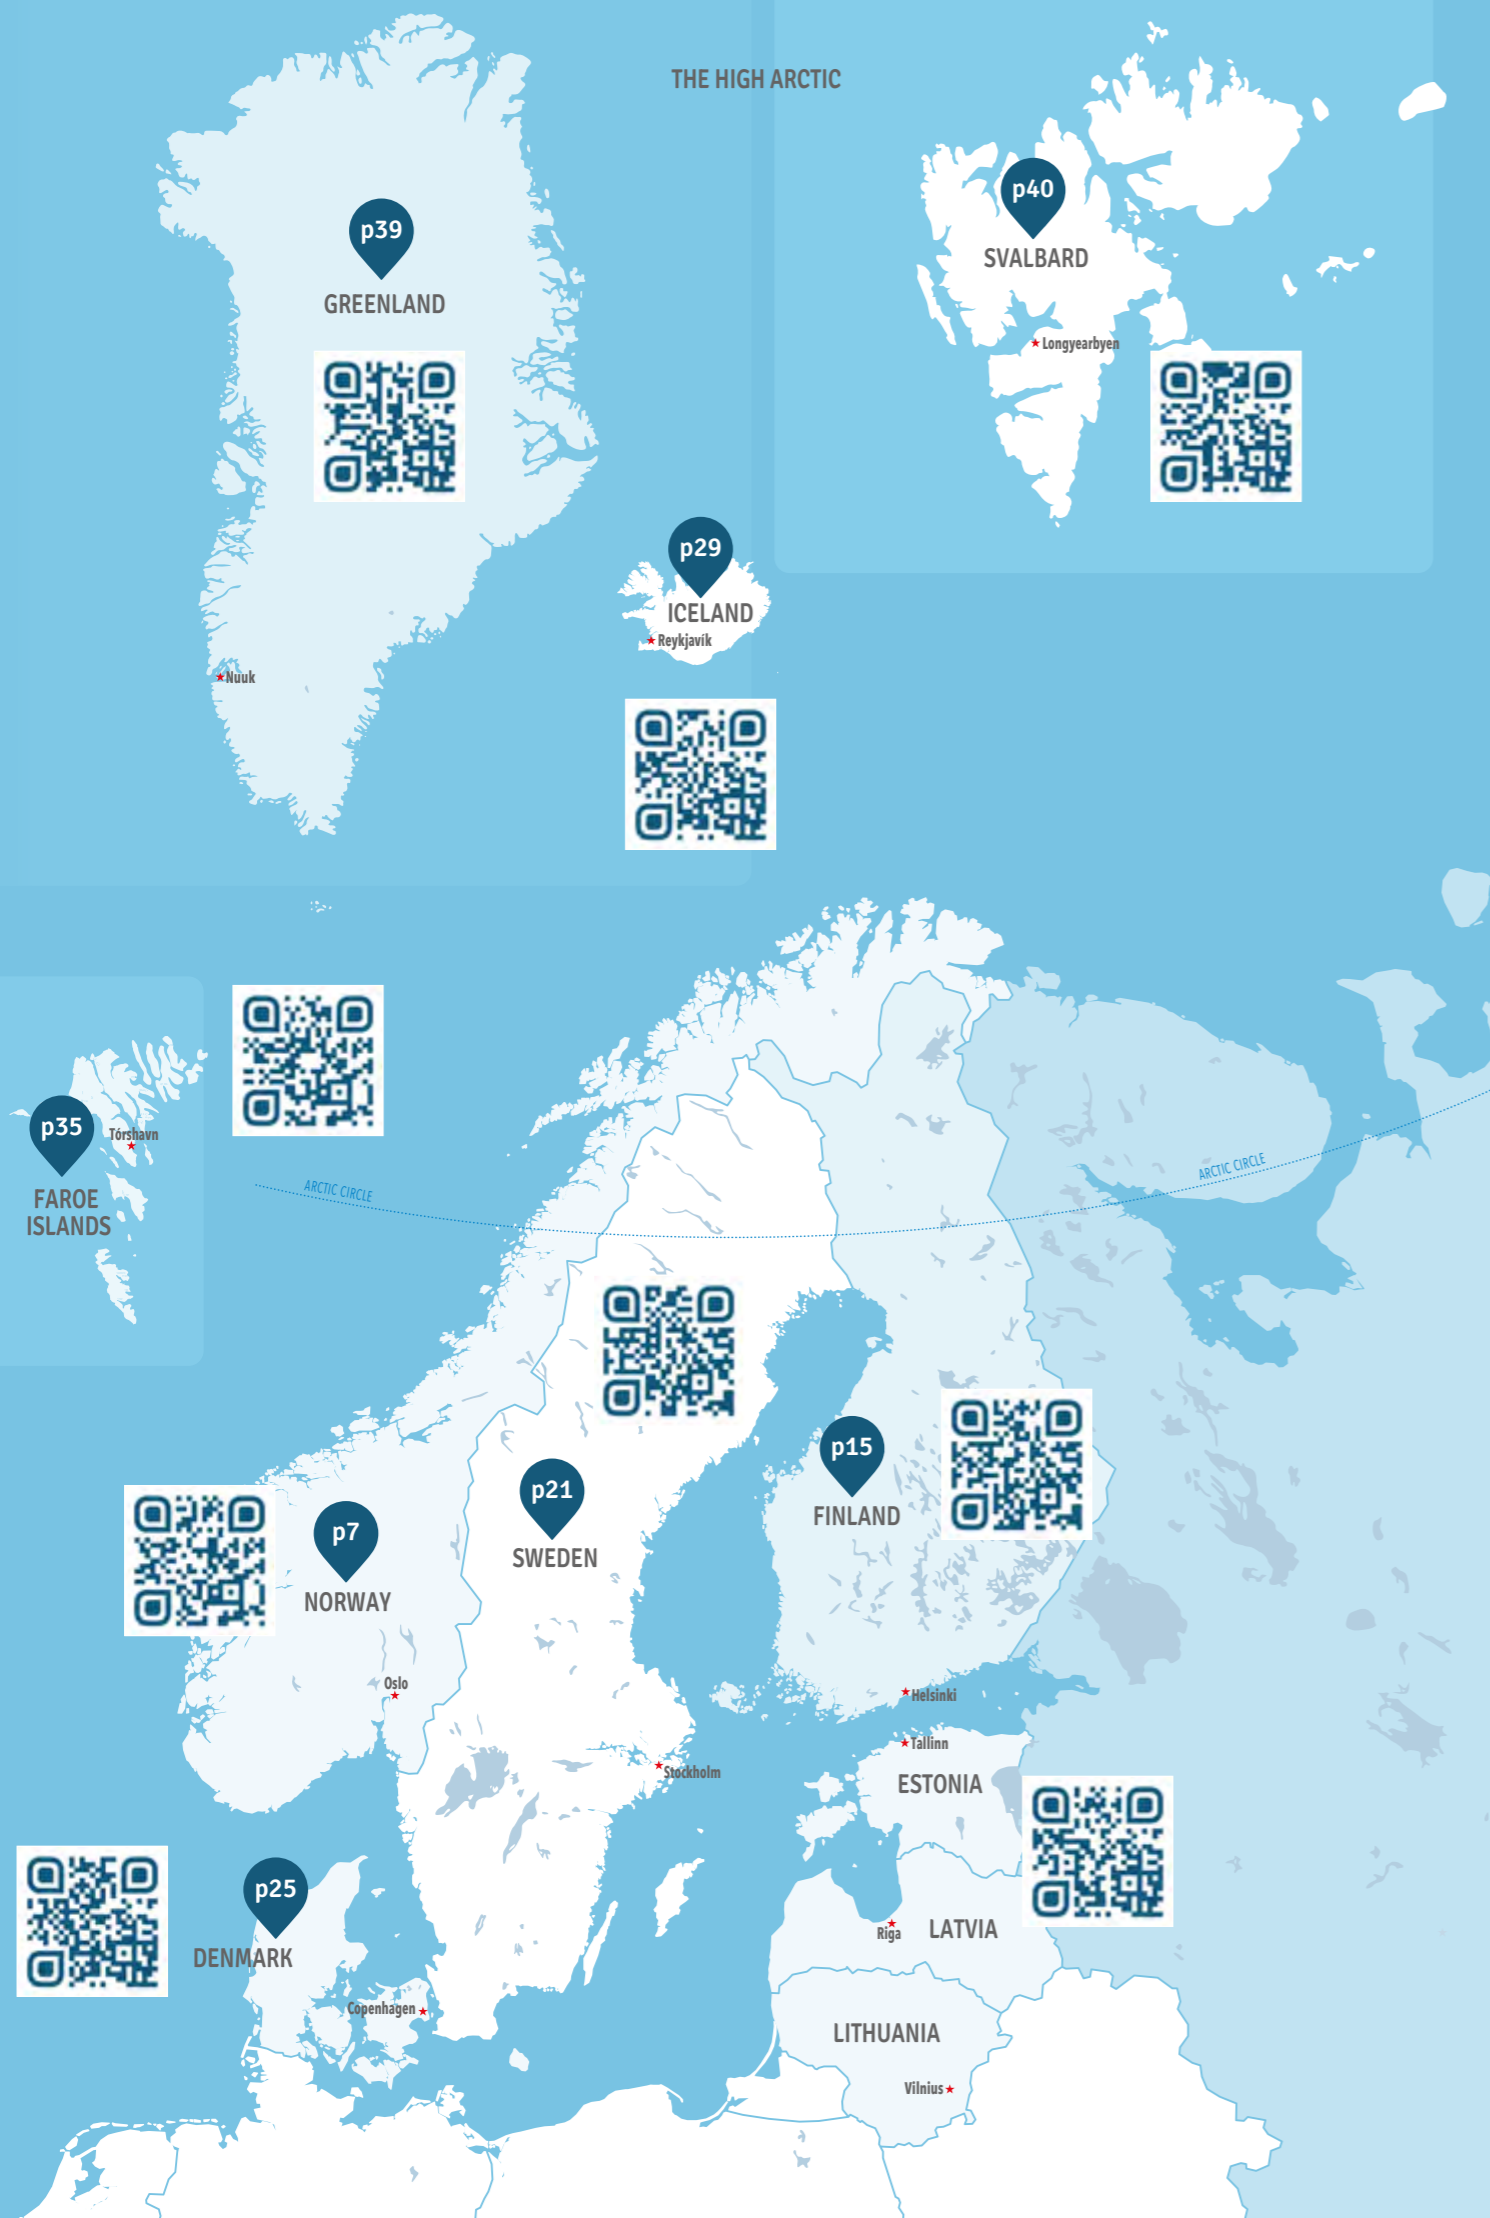 THE HIGH ARCTIC
p40
SVALBARD
Longyearbyen
p39
GREENLAND
p29
ICELAND
Reykjavík
Nuuk
p35
Tórshavn
FAROE
ISLANDS
ARCTIC CIRCLE
ARCTIC CIRCLE
p15
FINLAND
p21
SWEDEN
p7
NORWAY
Oslo
Helsinki
Tallinn
Stockholm
ESTONIA
p25
DENMARK
Riga
LATVIA
Copenhagen
LITHUANIA
Vilnius